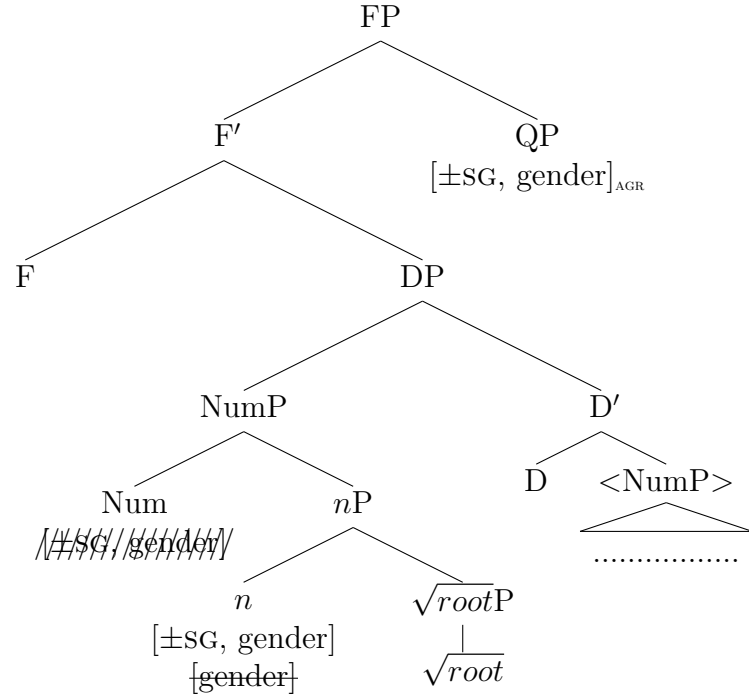 FP
F′ QP
[±SG, gender]AGR
F DP
NumP D′
Num nP D <NumP>
[±SG, gender]
..................
n √rootP
[±SG, gender]
[gender] √root